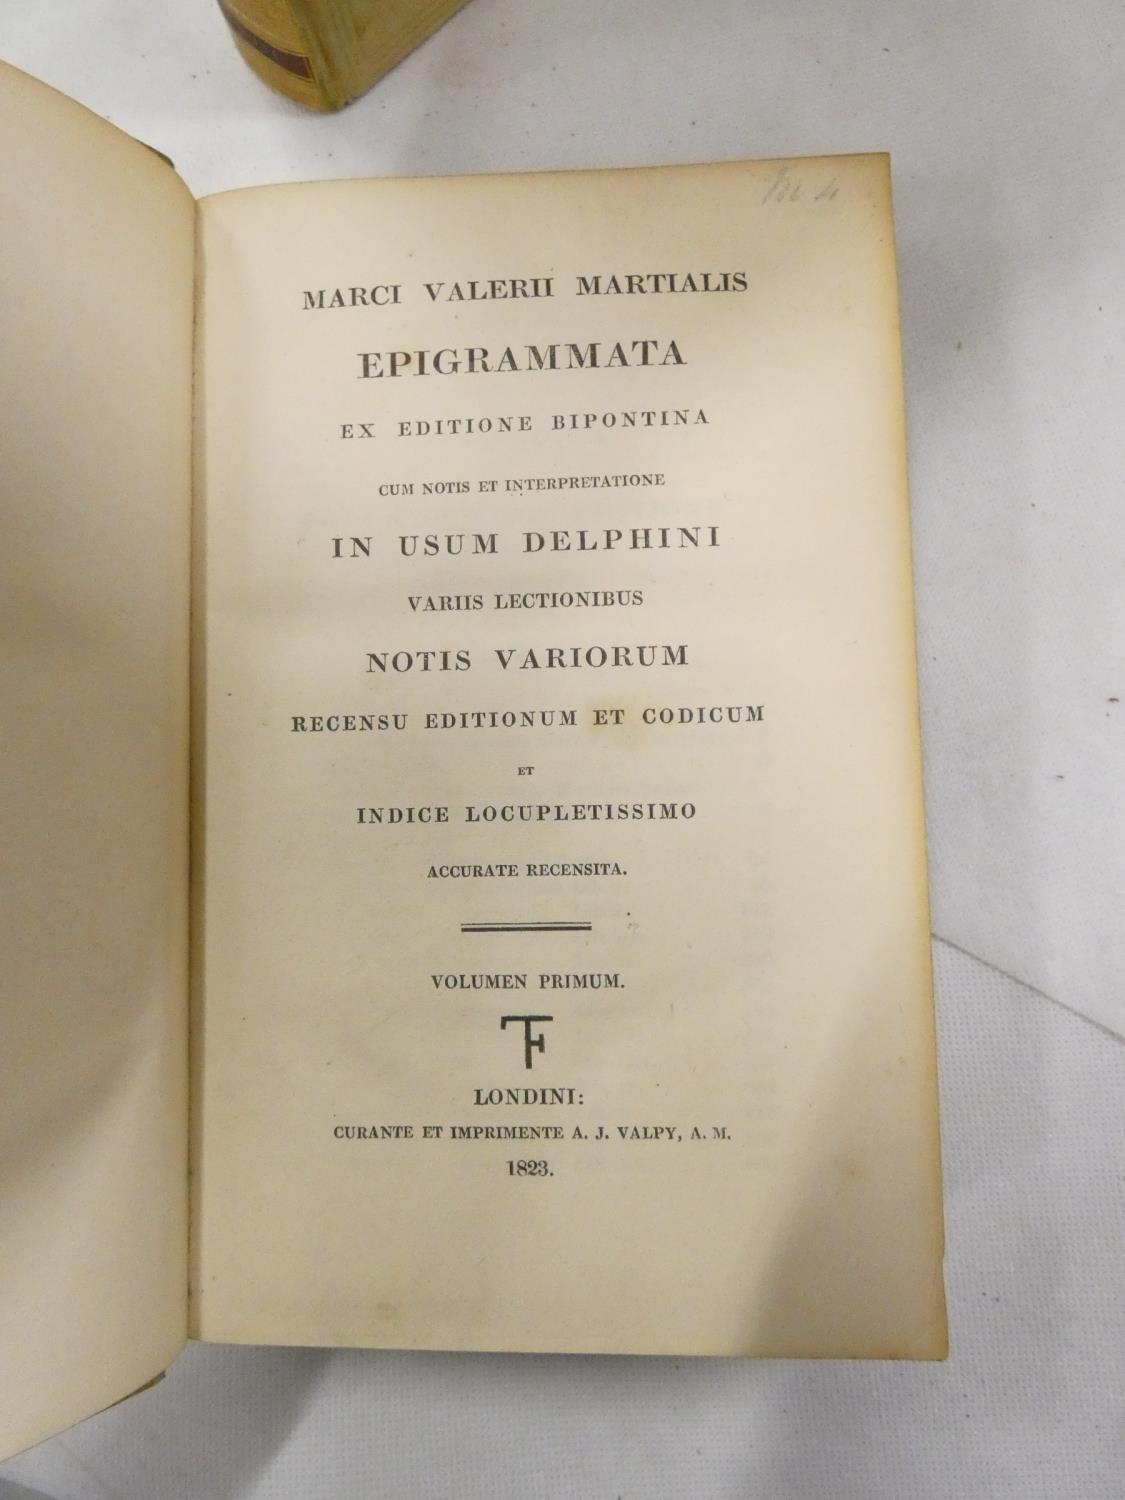 MARCI VALERII MARTIALIS
EPIGRAMMATA
EX EDITIONE BIPONTINA
CUM NOTIS ET INTERPRETATIONE
IN USUM DELPHINI
VARIIS LECTIONIBUS
NOTIS VARIORUM
RECENSU EDITIONUM ET CODICUM
ET
INDICE LOCUPLETISSIMO
ACCURATE RECENSITA.
VOLUMEN PRIMUM.
LONDINI:
CURANTE ET IMPRIMENTE A. J. VALPY, A. M.
1823.